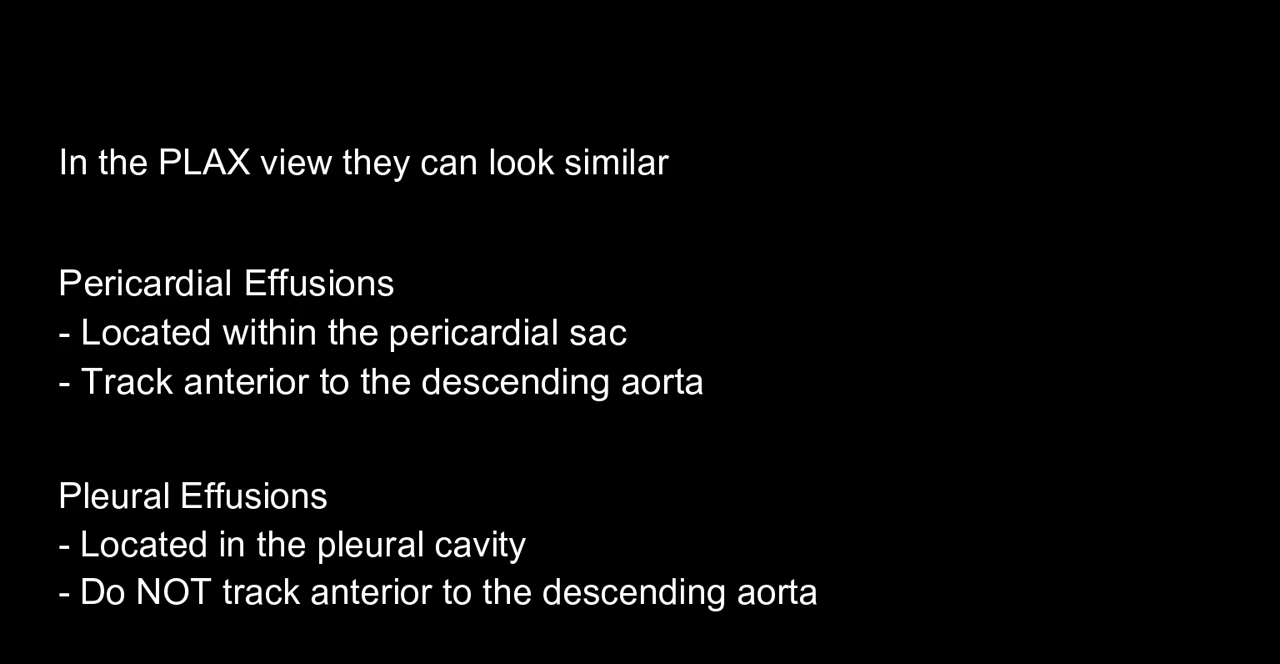 In the PLAX view they can look similar
Pericardial Effusions
- Located within the pericardial sac
- Track anterior to the descending aorta
Pleural Effusions
- Located in the pleural cavity
- Do NOT track anterior to the descending aorta